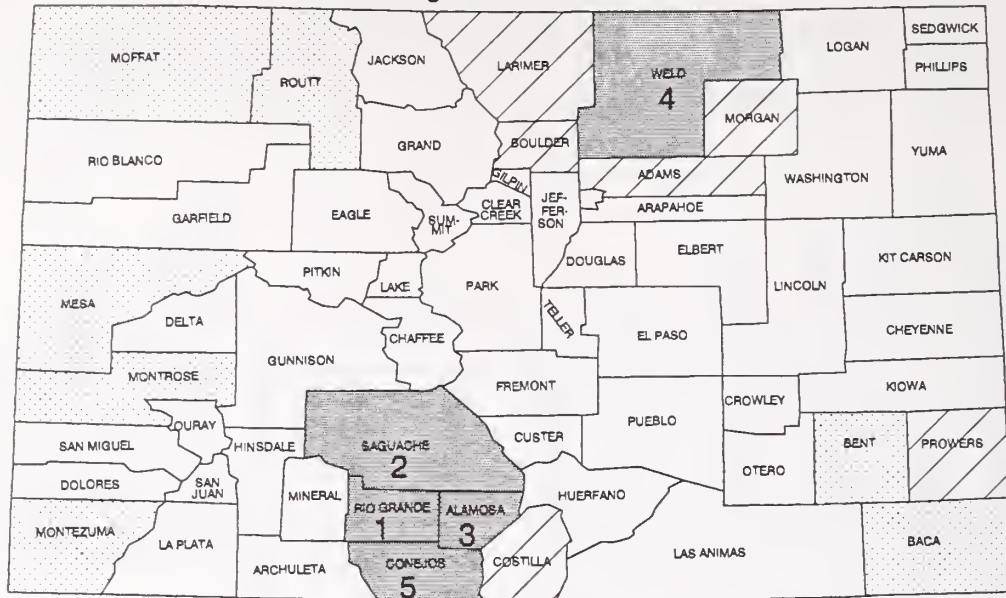 MOFFAT
ROUTT
JACKSON
LARIMER
WELD
4
LOGAN
SEDGWICK
PHILLIPS
MORGAN
RIO BLANCO
GRAND
BOULDER
ADAMS
WASHINGTON
YUMA
GILPIN
GARFIELD
EAGLE
SUM-
MIT
CLEAR
CREEK
JEF-
FER-
SON
ARAPAHOE
DOUGLAS
ELBERT
KIT CARSON
PITKIN
LAKE
PARK
LINCOLN
MESA
DELTA
TELLER
EL PASO
CHEYENNE
GUNNISON
CHAFFEE
MONTROSE
FREMONT
CROWLEY
KIOWA
OURAY
PUEBLO
SAN MIGUEL
HINSDALE
SAGUACHE
2
CUSTER
OTERO
BENT
PROWERS
DOLORES
SAN
JUAN
MINERAL
RIO GRANDE
1
ALAMOSA
3
HUERFANO
MONTEZUMA
LA PLATA
ARCHULETA
CONEJOS
5
COSTILLA
LAS ANIMAS
BACA